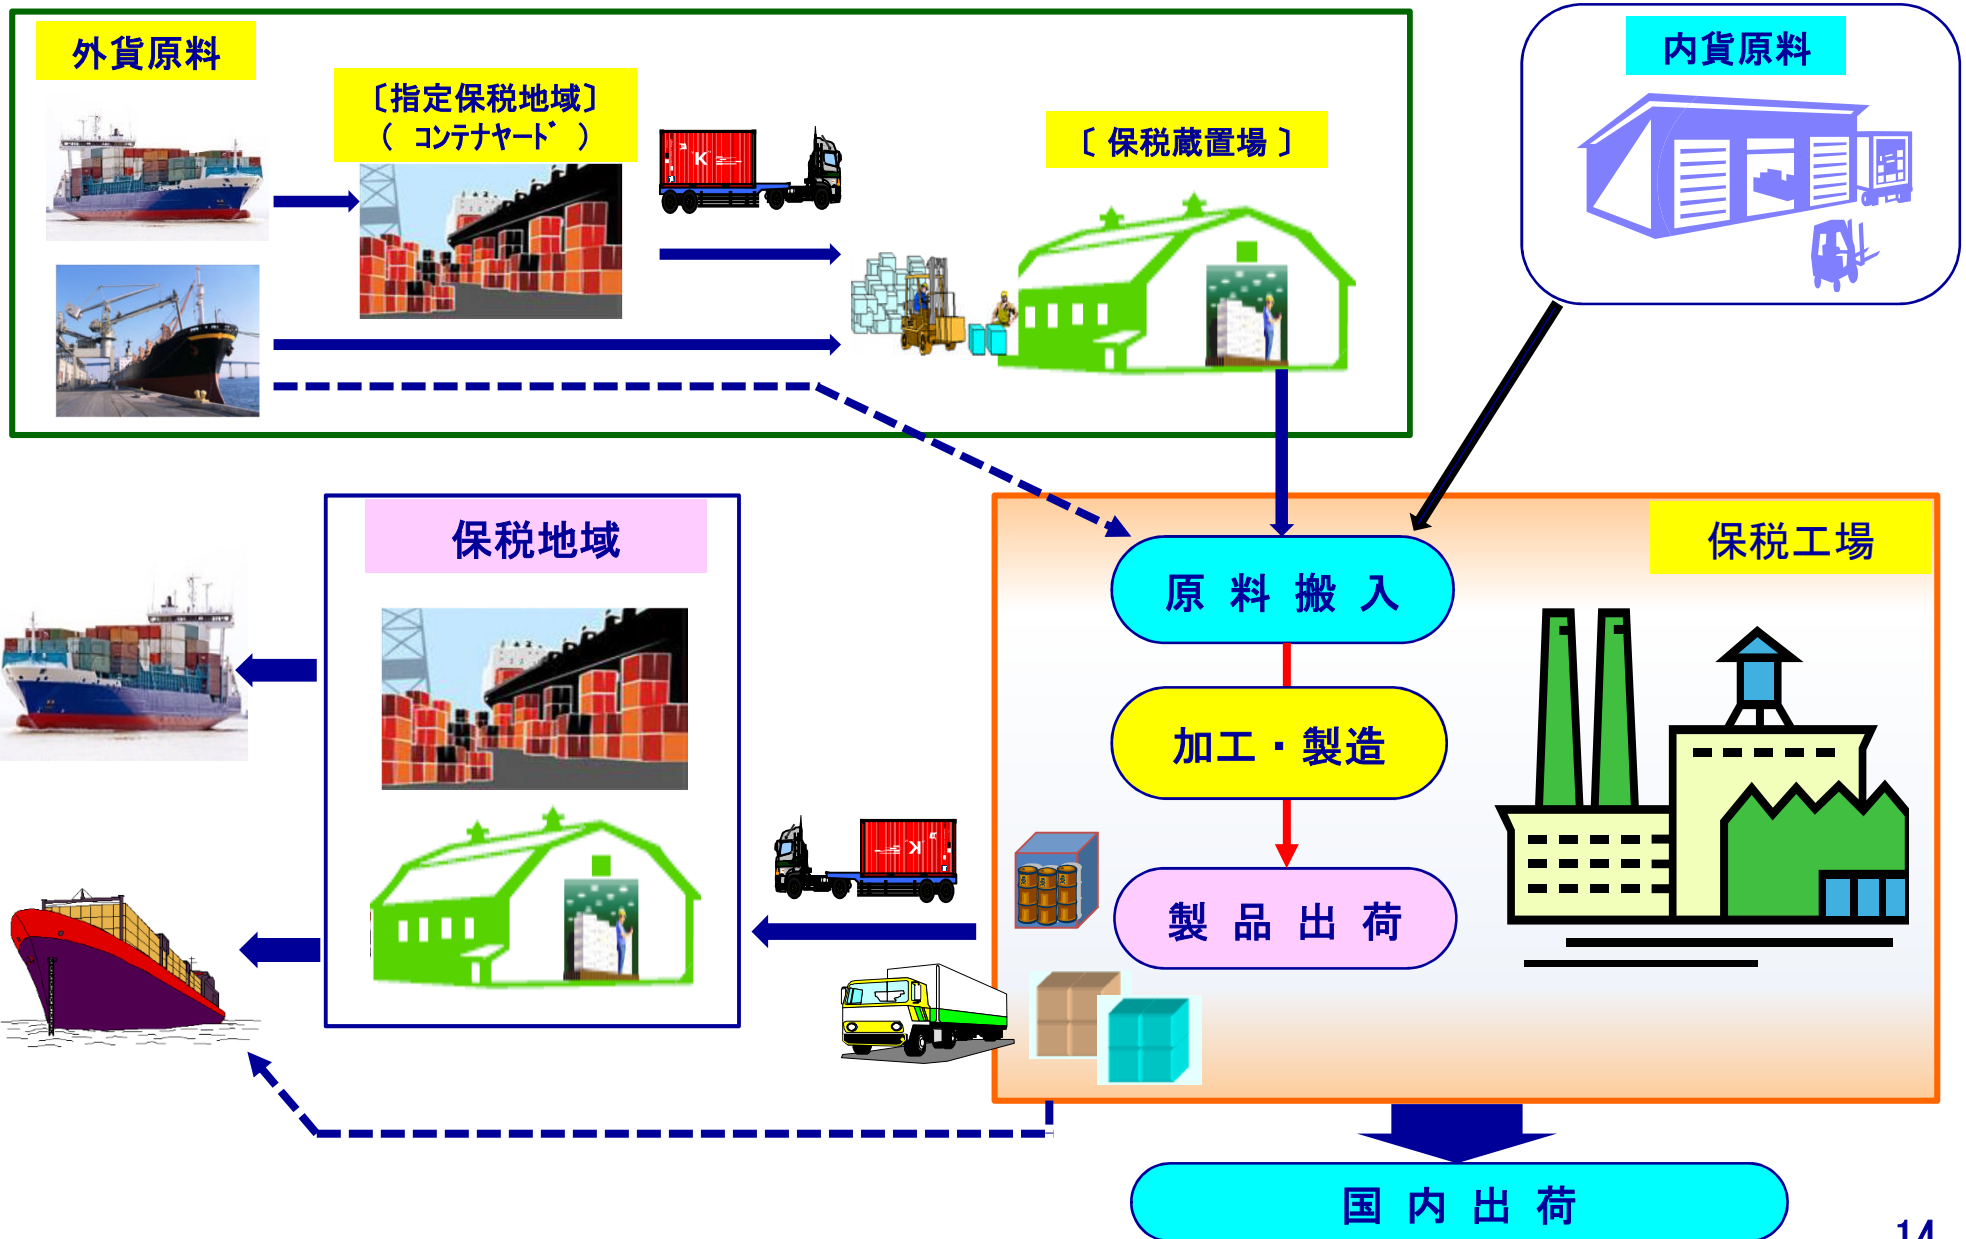 外貨原料
〔指定保税地域〕
（ コンテナヤード ）
〔 保税蔵置場 〕
内貨原料
K
保税地域
保税工場
原 料 搬 入
加工・製造
製 品 出 荷
国 内 出 荷
14